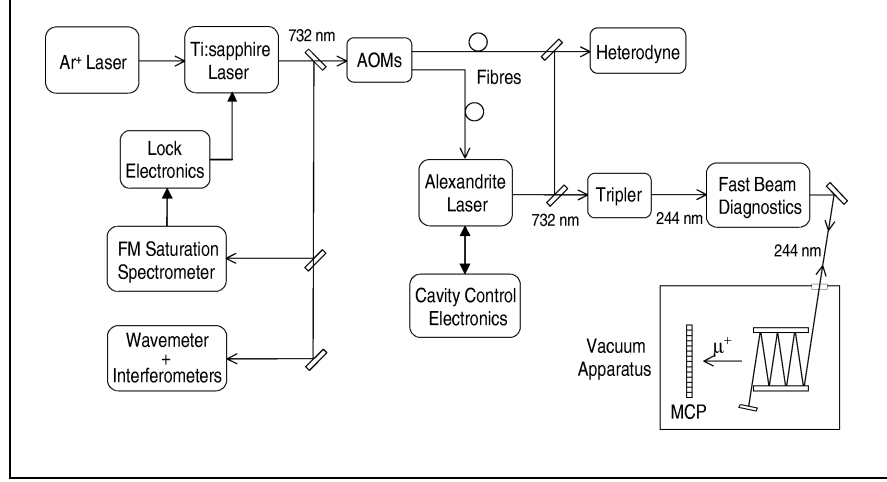 732 nm
Ar⁺ Laser
Ti:sapphire
Laser
AOMs
Heterodyne
Fibres
Lock
Electronics
Alexandrite
Laser
Tripler
Fast Beam
Diagnostics
732 nm
244 nm
FM Saturation
Spectrometer
244 nm
Cavity Control
Electronics
Wavemeter
+
Interferometers
Vacuum
Apparatus
μ⁺
MCP